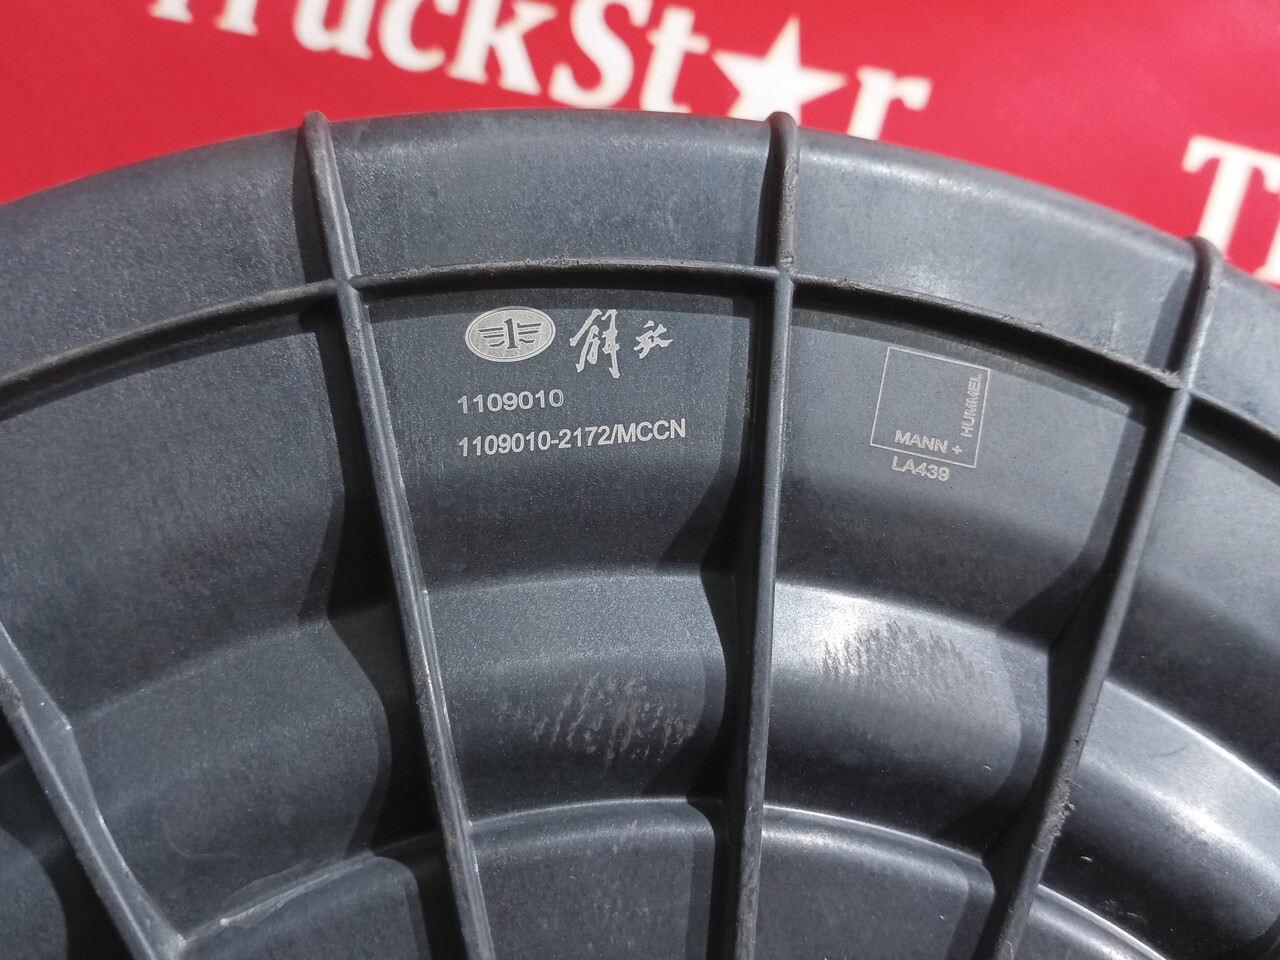 TruckSt★r
T
解放
1109010
1109010-2172/MCCN
MANN +
HUMMEL
LA439